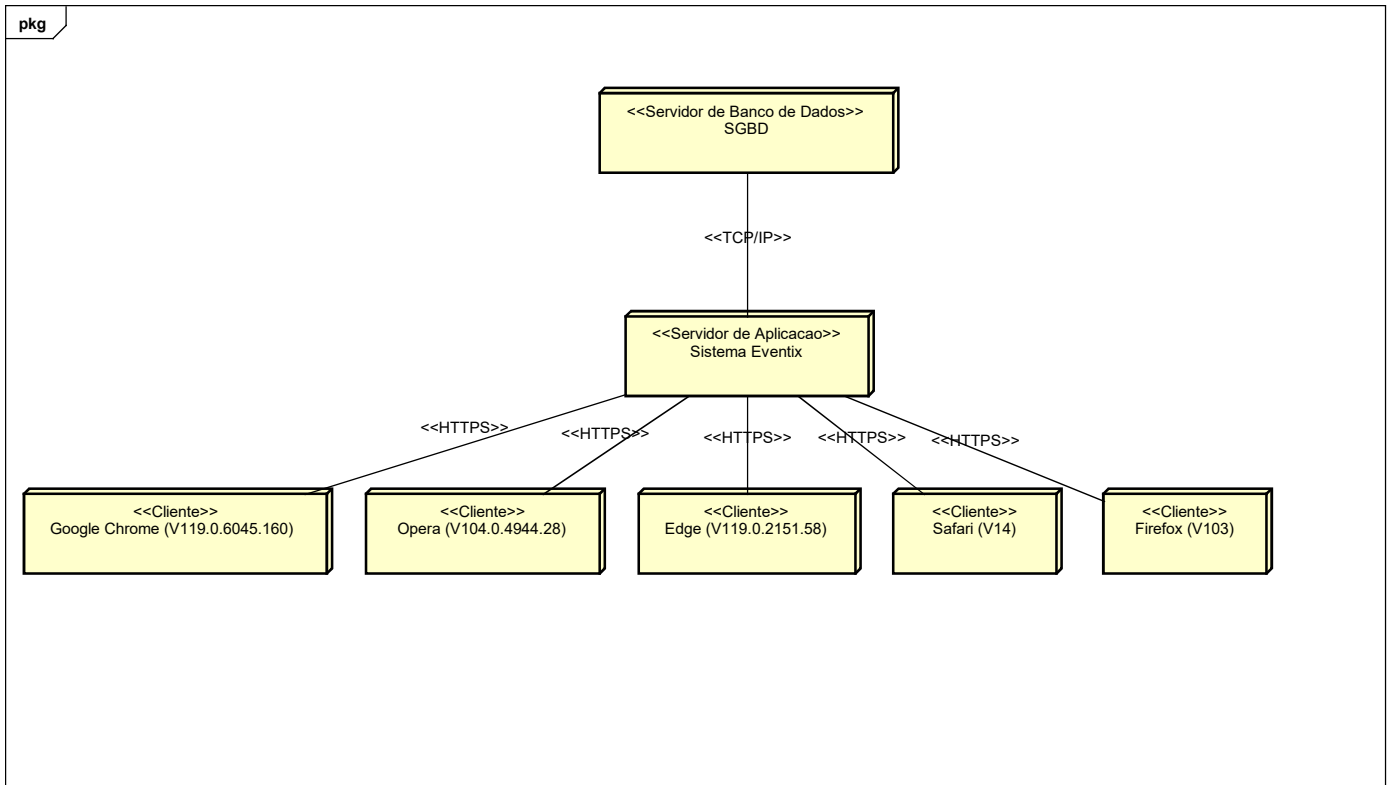 pkg
<<Servidor de Banco de Dados>>
SGBD
<<TCP/IP>>
<<Servidor de Aplicacao>>
Sistema Eventix
<<HTTPS>>
<<HTTPS>>
<<HTTPS>>
<<HTTPS>>
<<HTTPS>>
<<Cliente>>
Google Chrome (V119.0.6045.160)
<<Cliente>>
Opera (V104.0.4944.28)
<<Cliente>>
Edge (V119.0.2151.58)
<<Cliente>>
Safari (V14)
<<Cliente>>
Firefox (V103)